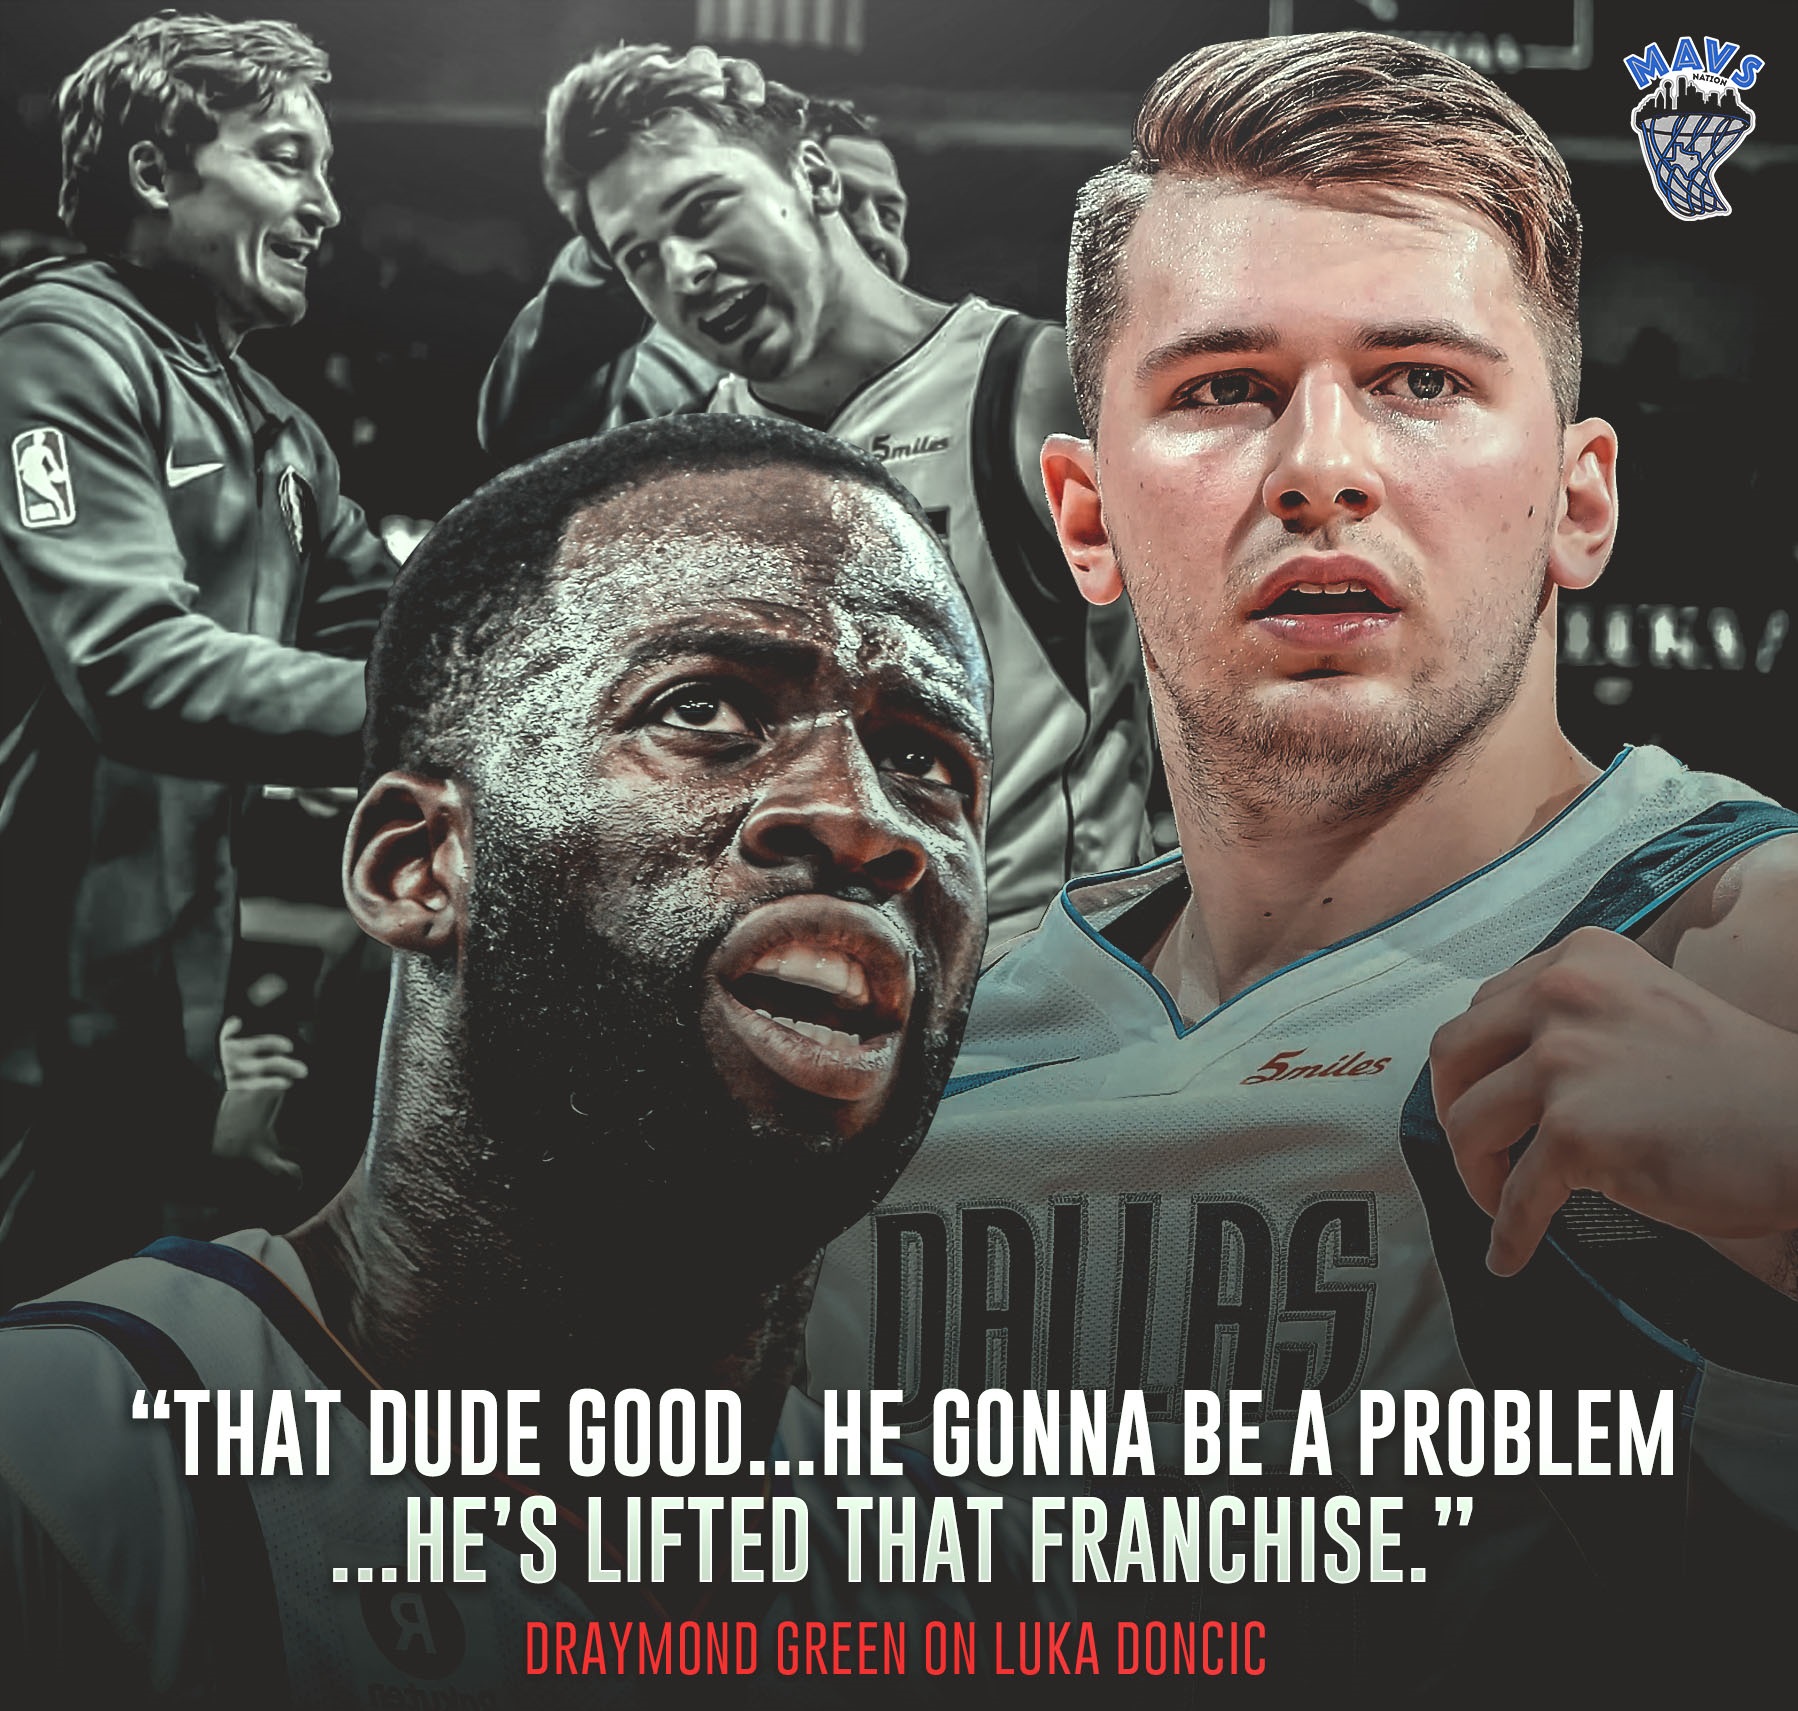 MAVS
NATION
5miles
5miles
DALLAS
“THAT DUDE GOOD...HE GONNA BE A PROBLEM
...HE’S LIFTED THAT FRANCHISE.”
R
DRAYMOND GREEN ON LUKA DONCIC
Rakuten